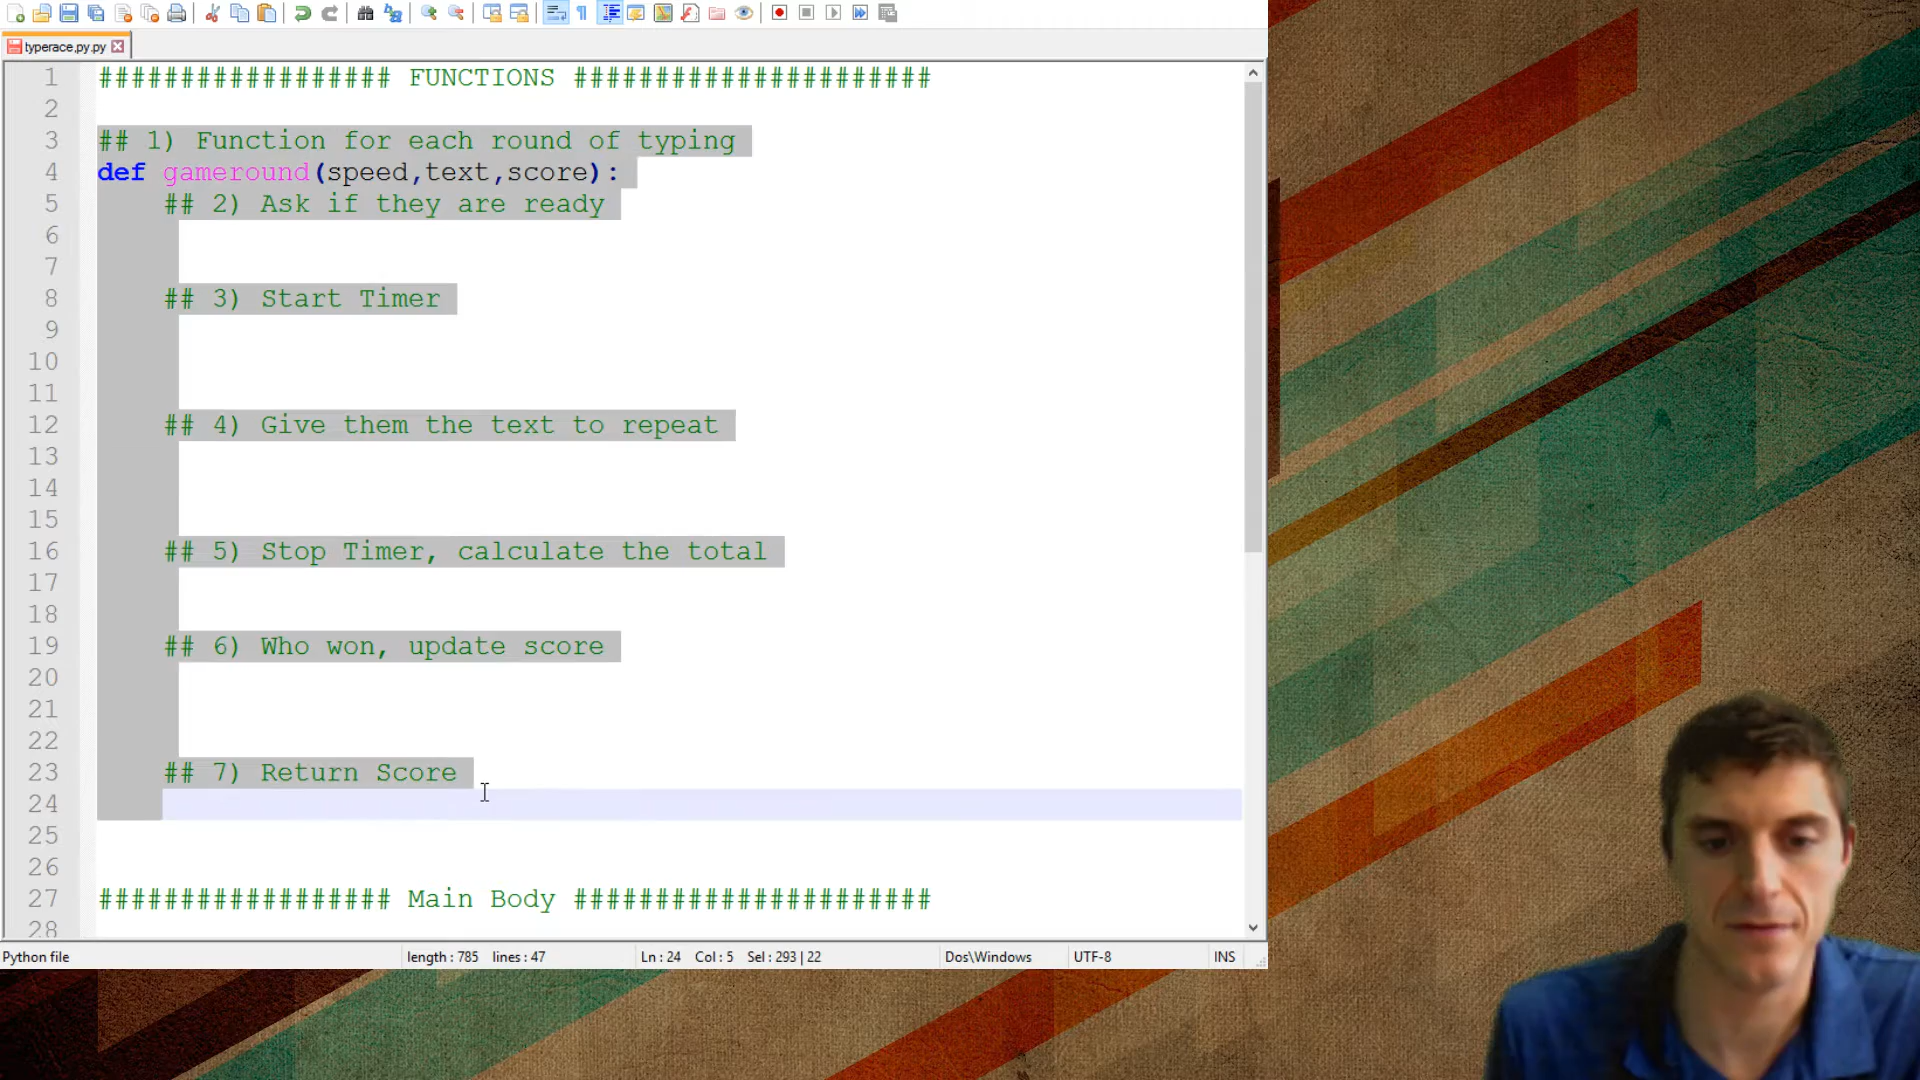 typerace.py.py
1 ################## FUNCTIONS ######################
2
3 ## 1) Function for each round of typing
4 def gameround(speed,text,score):
5 ## 2) Ask if they are ready
6
7
8 ## 3) Start Timer
9
10
11
12 ## 4) Give them the text to repeat
13
14
15
16 ## 5) Stop Timer, calculate the total
17
18
19 ## 6) Who won, update score
20
21
22
23 ## 7) Return Score
24
25
26
27 ################## Main Body ######################
28
Python file length : 785 lines : 47 Ln : 24 Col : 5 Sel : 293 | 22 Dos\Windows UTF-8 INS